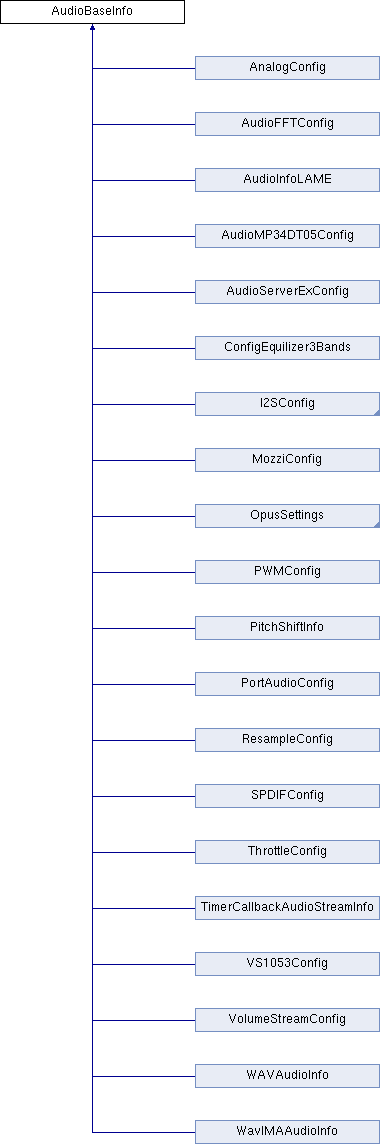 AudioBaseInfo
AnalogConfig
AudioFFTConfig
AudioInfoLAME
AudioMP34DT05Config
AudioServerExConfig
ConfigEquilizer3Bands
I2SConfig
MozziConfig
OpusSettings
PWMConfig
PitchShiftInfo
PortAudioConfig
ResampleConfig
SPDIFConfig
ThrottleConfig
TimerCallbackAudioStreamInfo
VS1053Config
VolumeStreamConfig
WAVAudioInfo
WavIMAAudioInfo